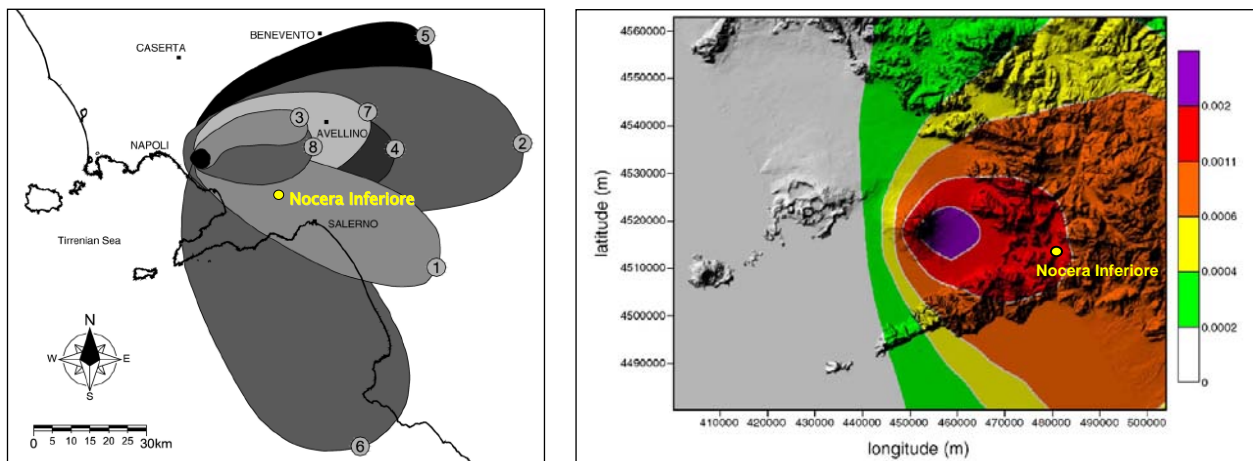 BENEVENTO
CASERTA
5
7
3
AVELLINO
NAPOLI
8
4
2
Nocera Inferiore
SALERNO
Tirrenian Sea
1
N
W
E
S
0 5 10 15 20 25 30km
6
4560000
4550000
4540000
4530000
4520000
4510000
4500000
4490000
latitude (m)
Nocera Inferiore
410000 420000 430000 440000 450000 460000 470000 480000 490000 500000
longitude (m)
0.002
0.0011
0.0006
0.0004
0.0002
0